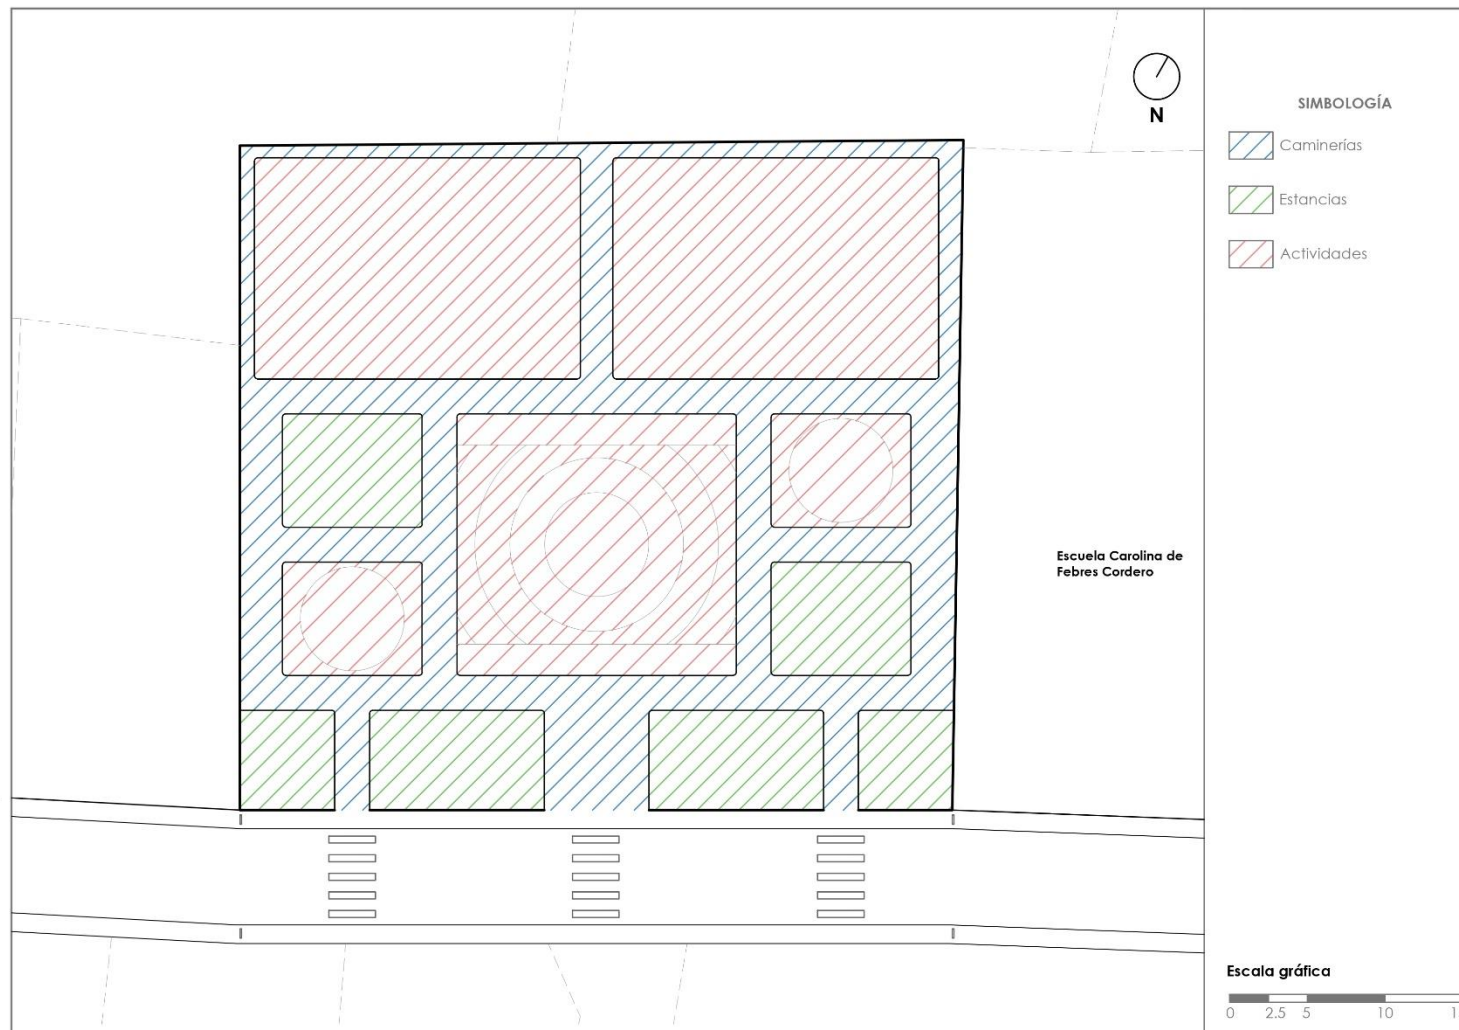 N
SIMBOLOGÍA
Caminerías
Estancias
Actividades
Escuela Carolina de
Febres Cordero
Escala gráfica
0 2.5 5 10